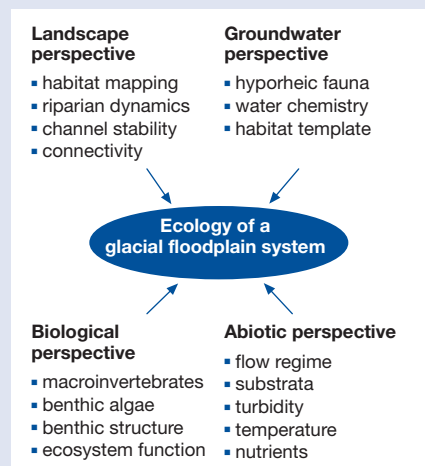 Landscape
perspective
▪ habitat mapping
▪ riparian dynamics
▪ channel stability
▪ connectivity
Groundwater
perspective
▪ hyporheic fauna
▪ water chemistry
▪ habitat template
Ecology of a
glacial floodplain system
Biological
perspective
▪ macroinvertebrates
▪ benthic algae
▪ benthic structure
▪ ecosystem function
Abiotic perspective
▪ flow regime
▪ substrata
▪ turbidity
▪ temperature
▪ nutrients